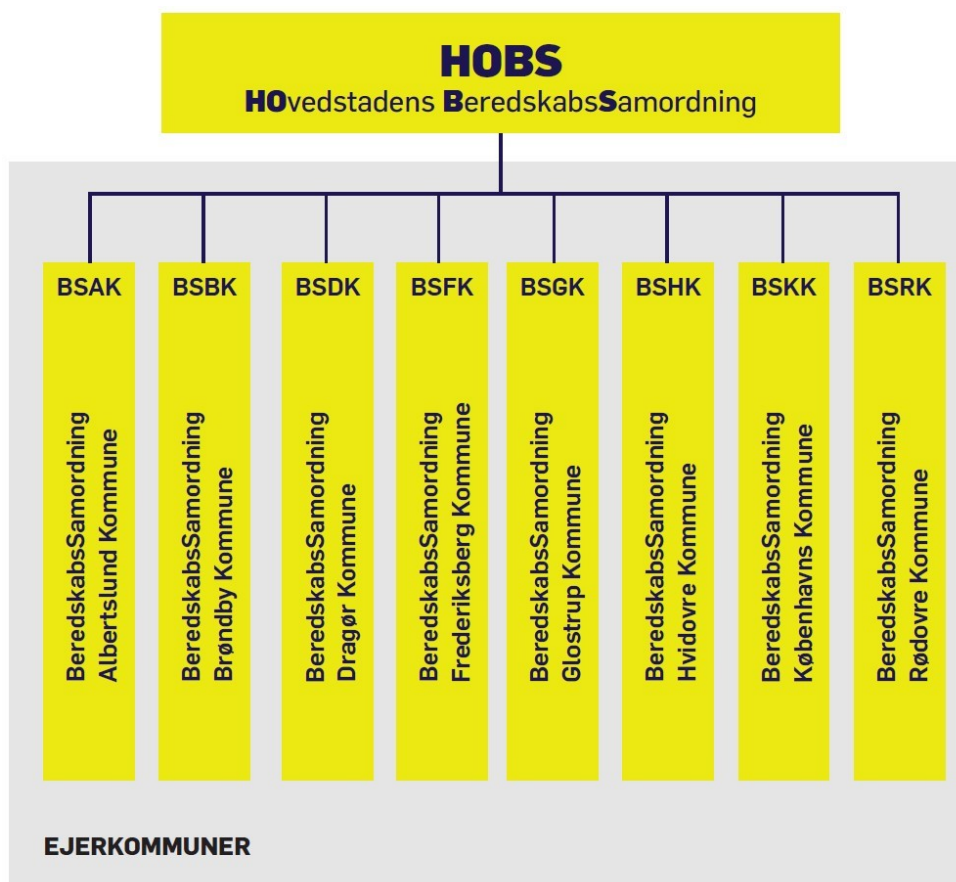 HOBS
HOvedstadens BeredskabsSamordning
BSAK
BSBK
BSDK
BSFK
BSGK
BSHK
BSKK
BSRK
BeredskabsSamordning
Albertslund Kommune
BeredskabsSamordning
Brøndby Kommune
BeredskabsSamordning
Dragør Kommune
BeredskabsSamordning
Frederiksberg Kommune
BeredskabsSamordning
Glostrup Kommune
BeredskabsSamordning
Hvidovre Kommune
BeredskabsSamordning
Københavns Kommune
BeredskabsSamordning
Rødovre Kommune
EJERKOMMUNER